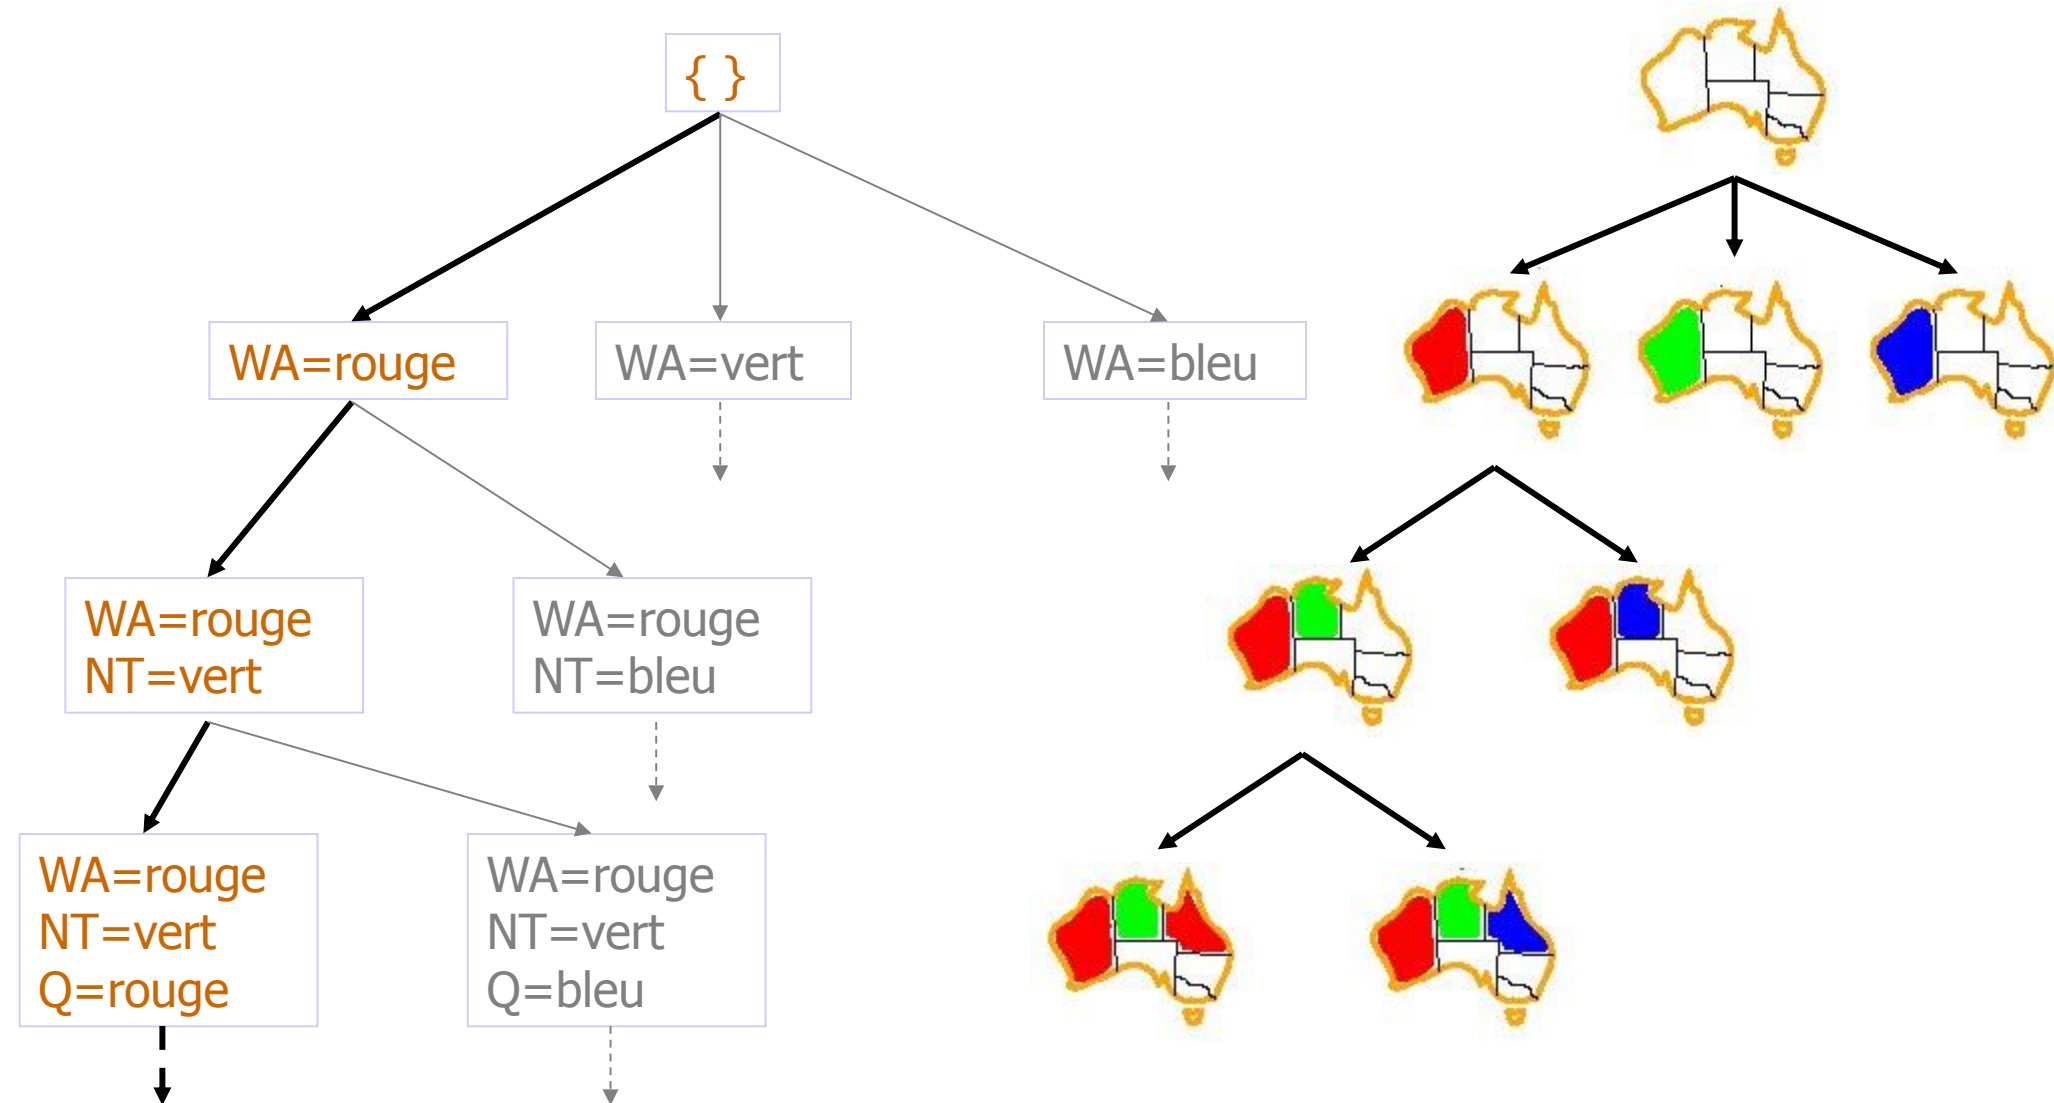 { }
WA=rouge
WA=vert
WA=bleu
WA=rouge
NT=vert
WA=rouge
NT=bleu
WA=rouge
NT=vert
Q=rouge
WA=rouge
NT=vert
Q=bleu